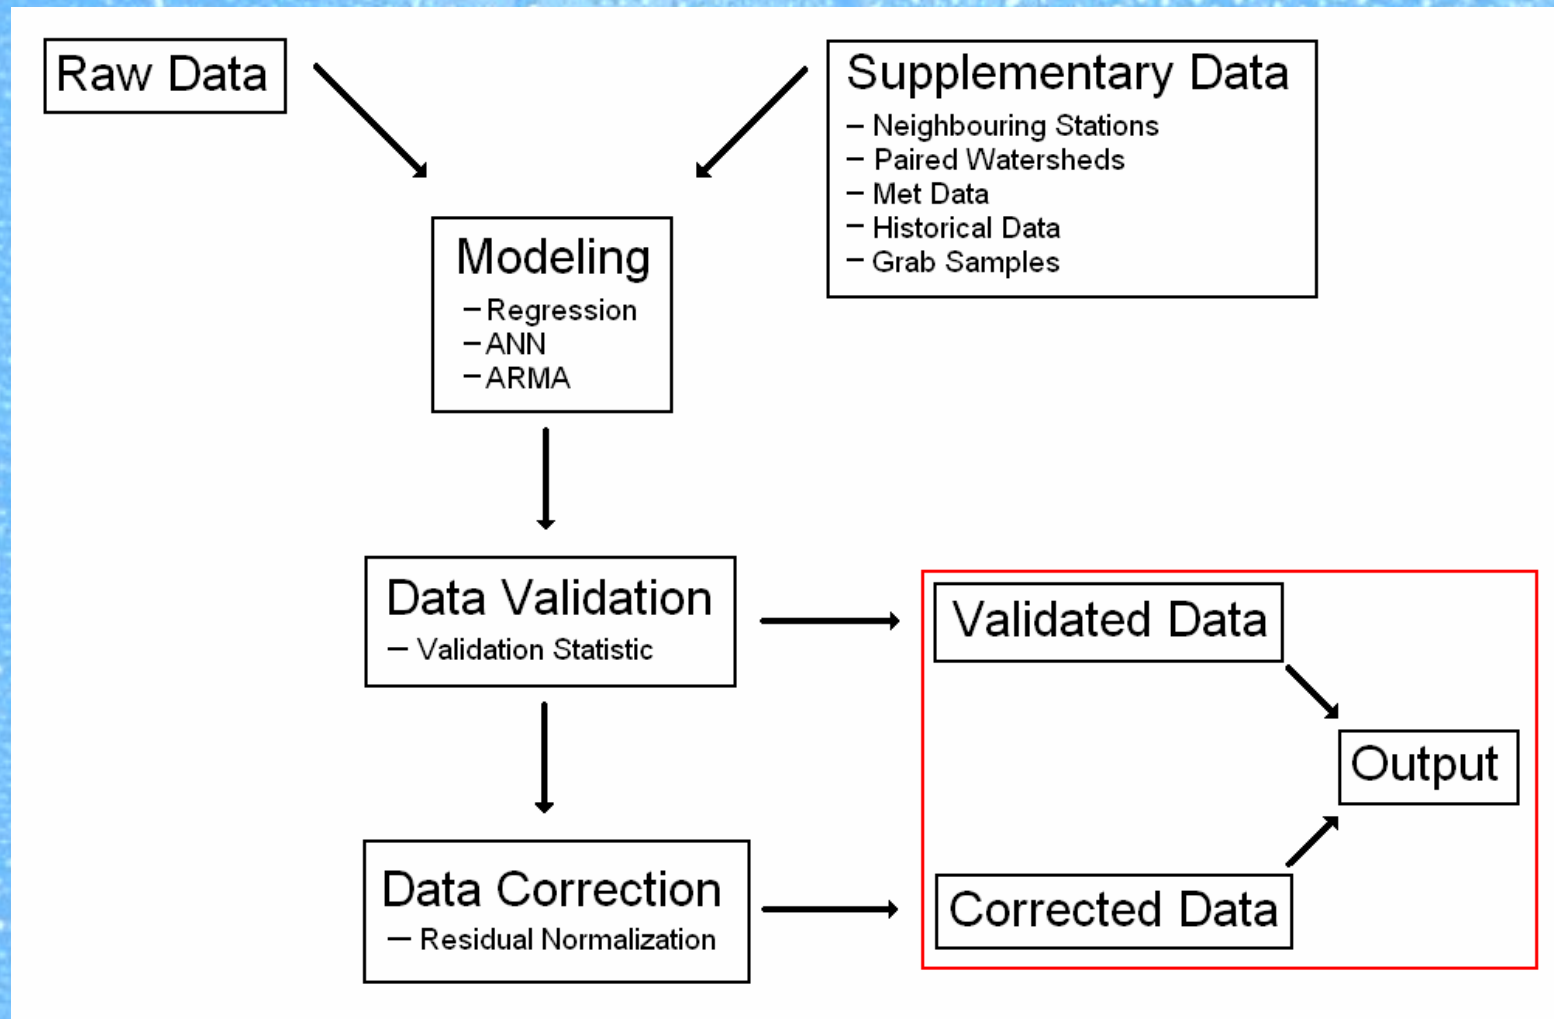 Raw Data
Supplementary Data
– Neighbouring Stations
– Paired Watersheds
– Met Data
– Historical Data
– Grab Samples
Modeling
– Regression
– ANN
– ARMA
Data Validation
– Validation Statistic
Validated Data
Output
Data Correction
– Residual Normalization
Corrected Data